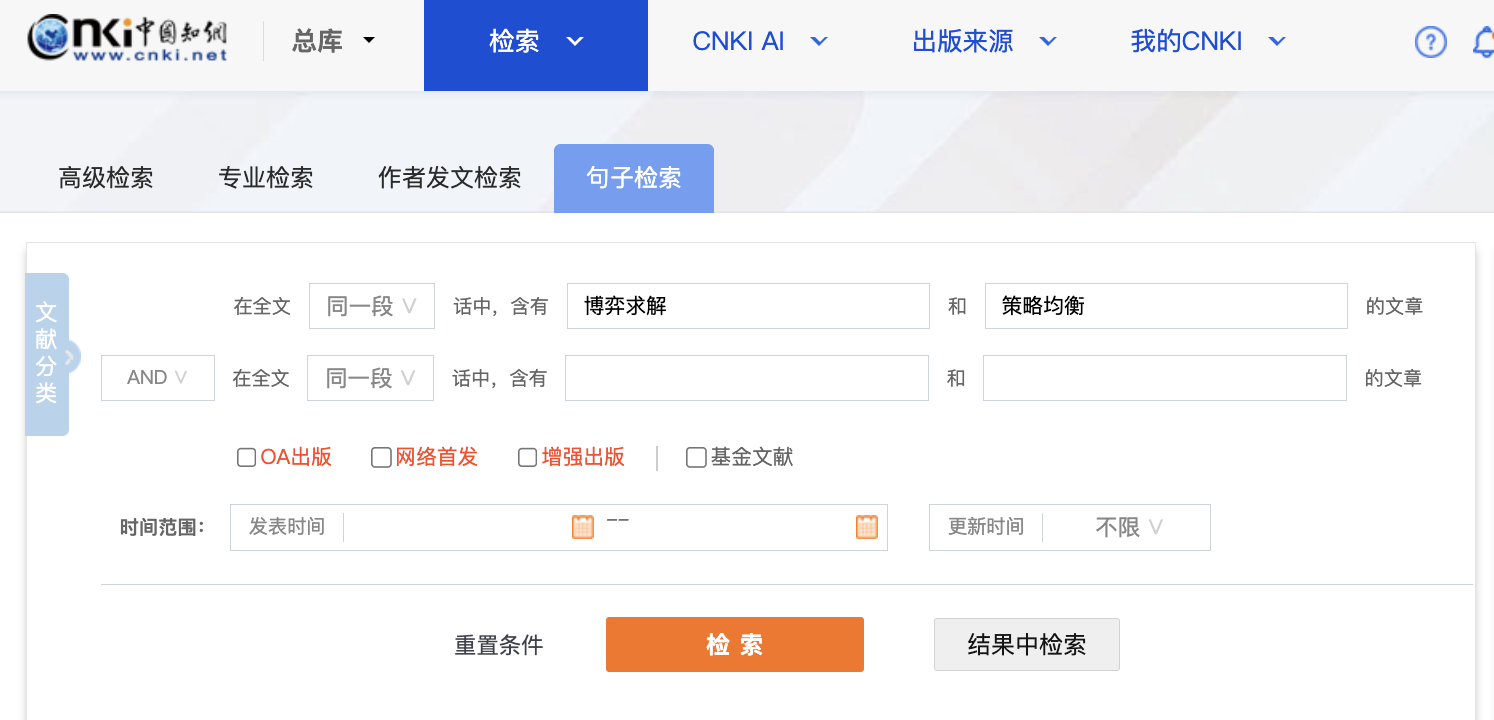 Cnki中国知网 www.cnki.net 总库 检索 CNKI AI 出版来源 我的CNKI ?
高级检索 专业检索 作者发文检索 句子检索
文献分类
在全文 同一段 话中，含有 博弈求解 和 策略均衡 的文章
AND 在全文 同一段 话中，含有 和 的文章
OA出版 网络首发 增强出版 | 基金文献
时间范围： 发表时间 -- 更新时间 不限
重置条件 检索 结果中检索